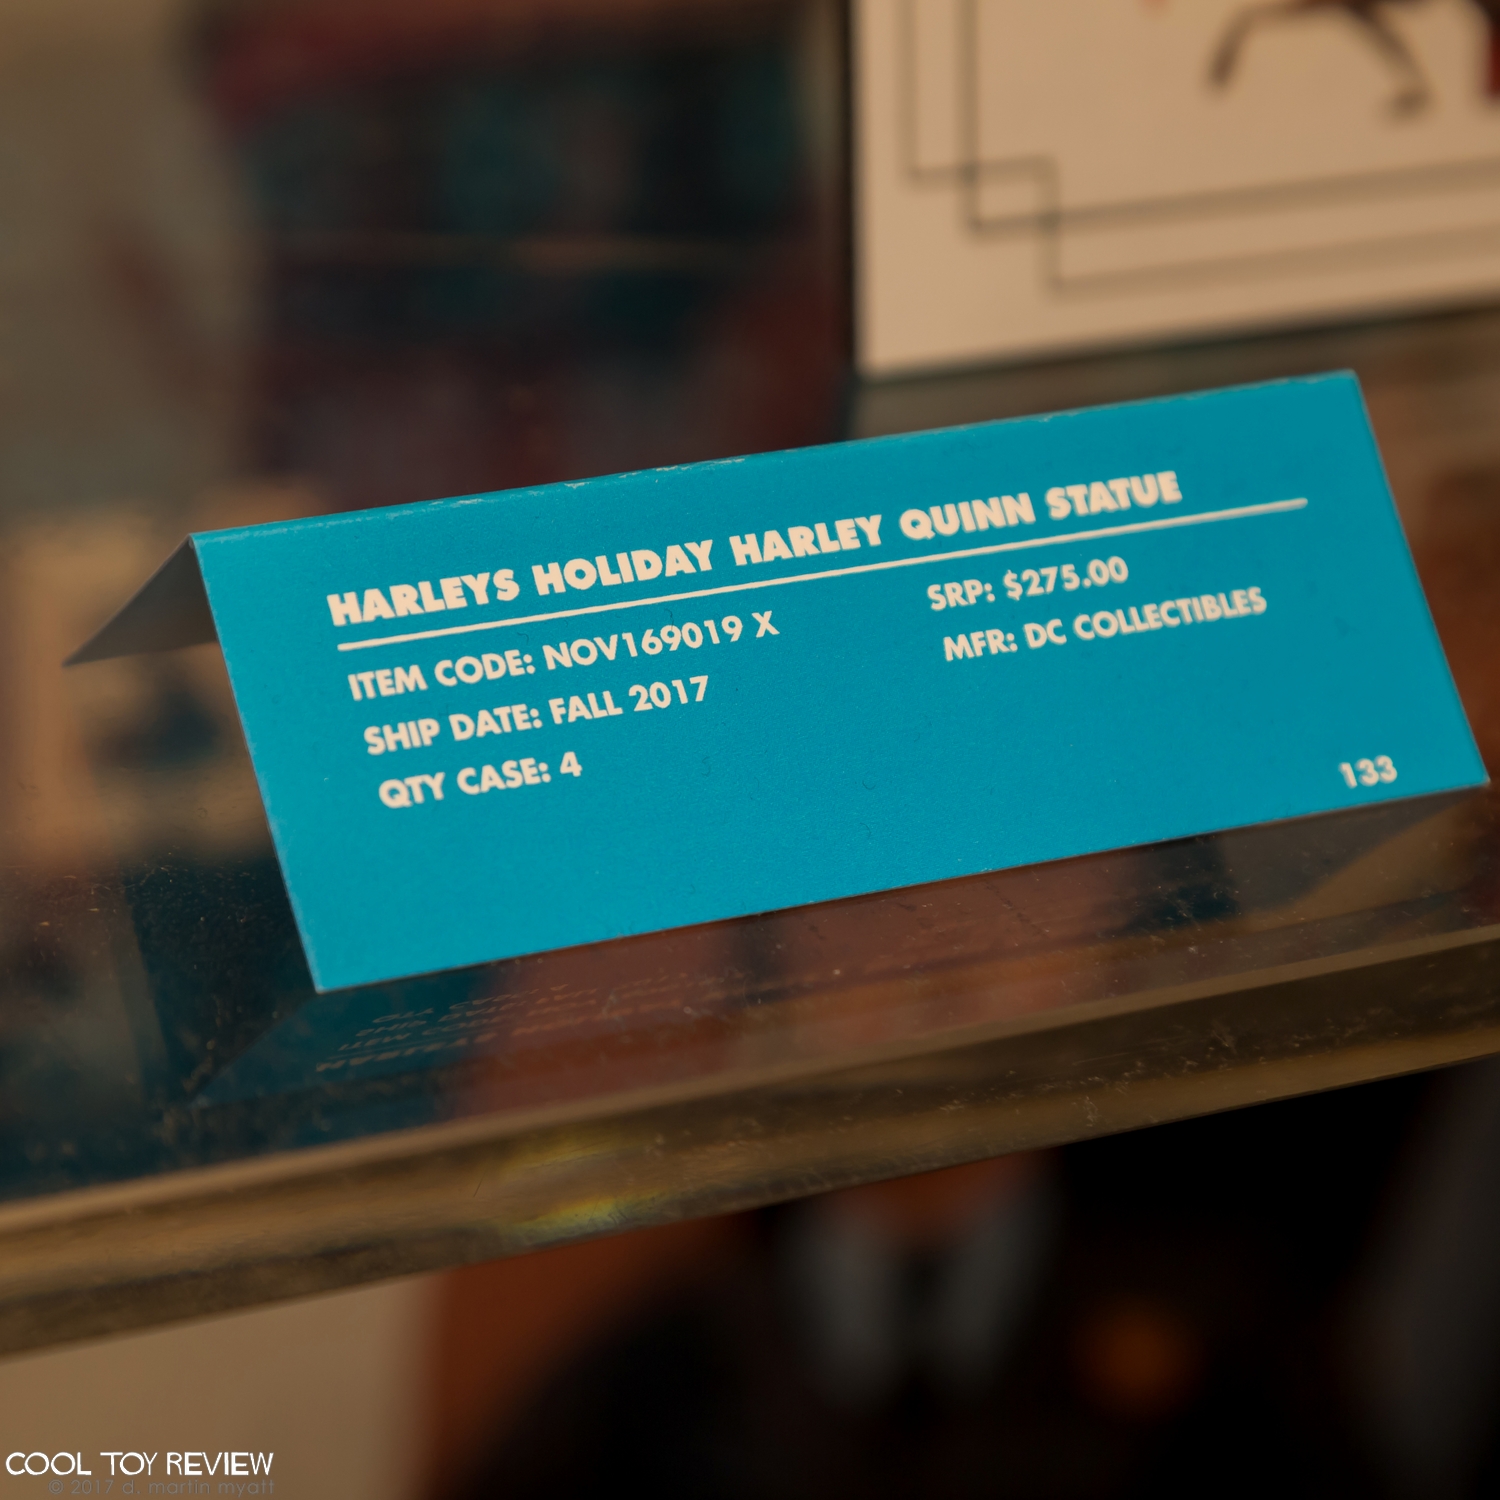 HARLEYS HOLIDAY HARLEY QUINN STATUE
ITEM CODE: NOV169019 X
SRP: $275.00
SHIP DATE: FALL 2017
MFR: DC COLLECTIBLES
QTY CASE: 4
133
COOL TOY REVIEW
© 2017 d. martin myatt